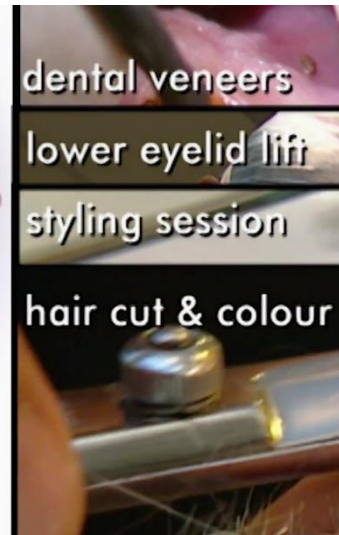 dental veneers
lower eyelid lift
styling session
hair cut & colour